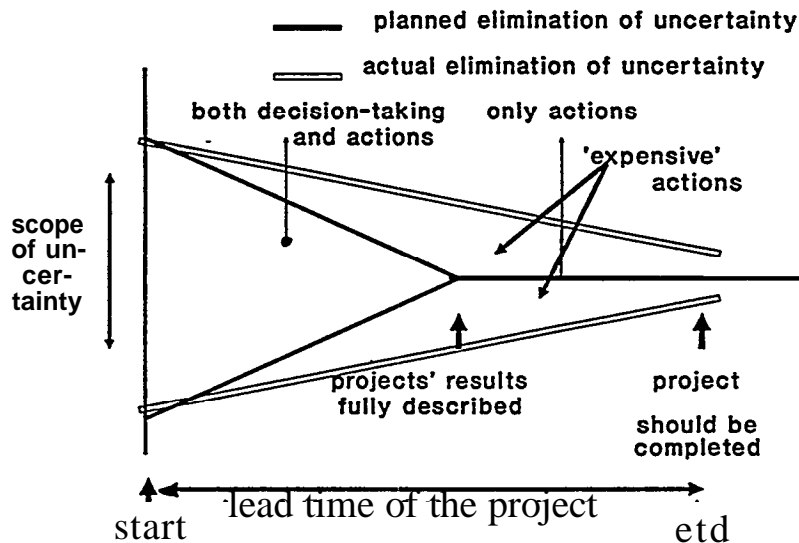 planned elimination of uncertainty
actual elimination of uncertainty
both decision-taking
and actions
only actions
'expensive'
actions
scope
of un-
cer-
tainty
projects' results
fully described
project
should be
completed
lead time of the project
start
etd